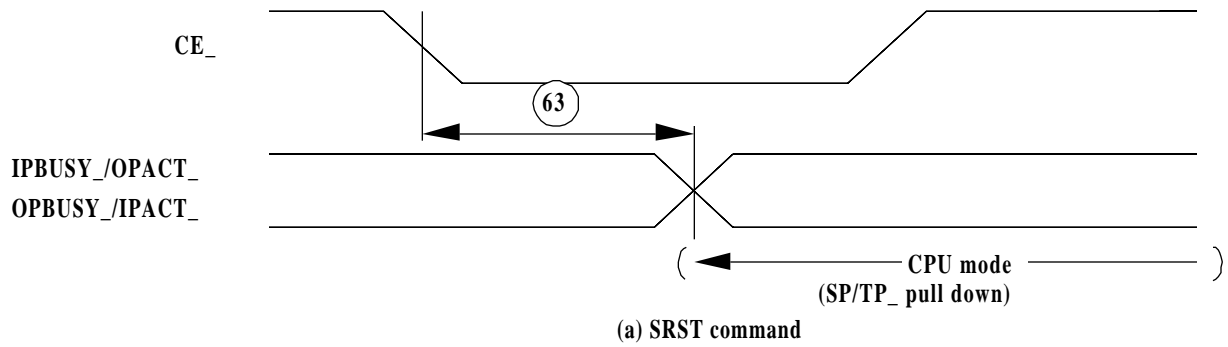 CE_
63
IPBUSY_/OPACT_
OPBUSY_/IPACT_
( CPU mode )
(SP/TP_ pull down)
(a) SRST command